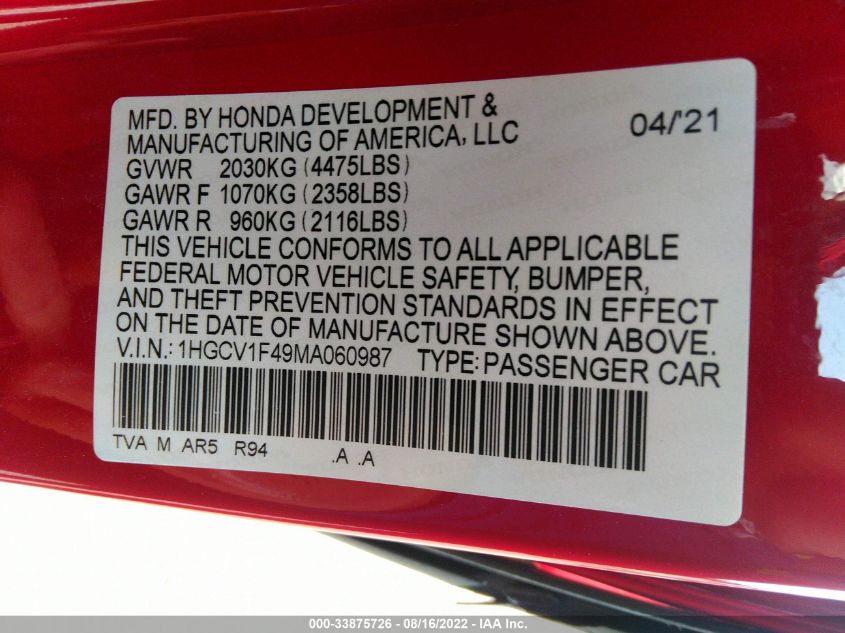 MFD. BY HONDA DEVELOPMENT &
MANUFACTURING OF AMERICA, LLC 04/'21
GVWR 2030KG (4475LBS)
GAWR F 1070KG (2358LBS)
GAWR R 960KG (2116LBS)
THIS VEHICLE CONFORMS TO ALL APPLICABLE
FEDERAL MOTOR VEHICLE SAFETY, BUMPER,
AND THEFT PREVENTION STANDARDS IN EFFECT
ON THE DATE OF MANUFACTURE SHOWN ABOVE.
V.I.N.: 1HGCV1F49MA060987 TYPE: PASSENGER CAR
TVA M AR5 R94 .A .A
000-33875726 - 08/16/2022 - IAA Inc.